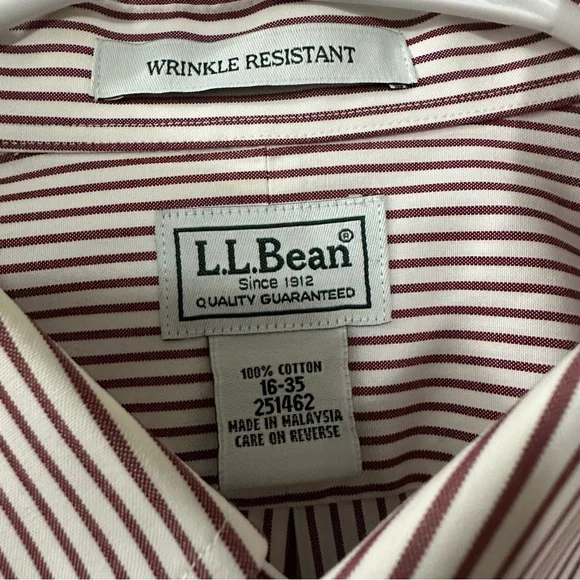 WRINKLE RESISTANT
L.L.Bean®
Since 1912
QUALITY GUARANTEED
100% COTTON
16-35
251462
MADE IN MALAYSIA
CARE ON REVERSE